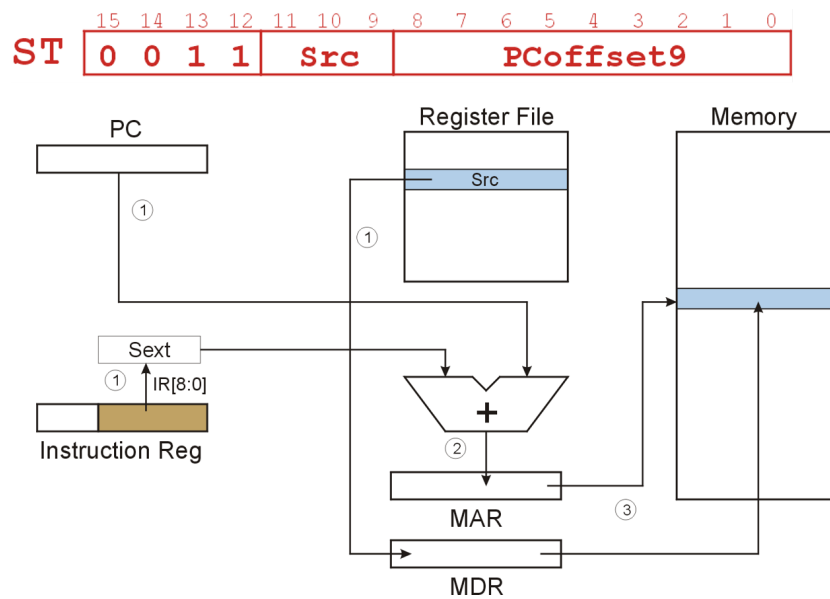 15 14 13 12 11 10 9 8 7 6 5 4 3 2 1 0
ST 0 0 1 1 Src PCoffset9
PC
Register File
Memory
Src
1
1
Sext
1
IR[8:0]
+
Instruction Reg
2
MAR
3
MDR